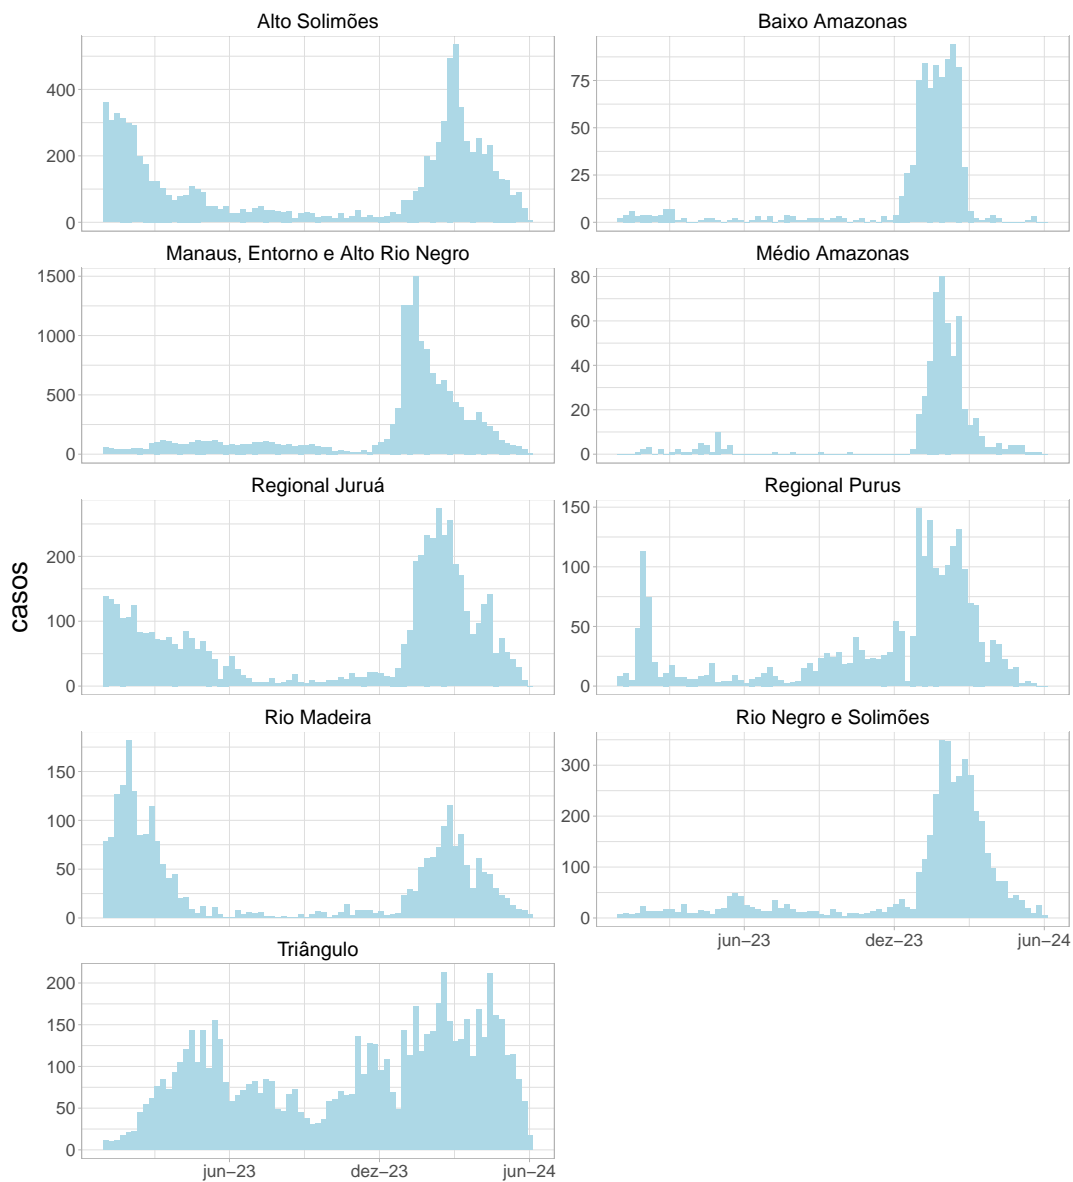 Alto Solimões
Baixo Amazonas
400
200
0
75
50
25
0
Manaus, Entorno e Alto Rio Negro
Médio Amazonas
1500
1000
500
0
80
60
40
20
0
Regional Juruá
Regional Purus
casos
200
100
0
150
100
50
0
Rio Madeira
Rio Negro e Solimões
150
100
50
0
300
200
100
0
jun–23
dez–23
jun–24
Triângulo
200
150
100
50
0
jun–23
dez–23
jun–24